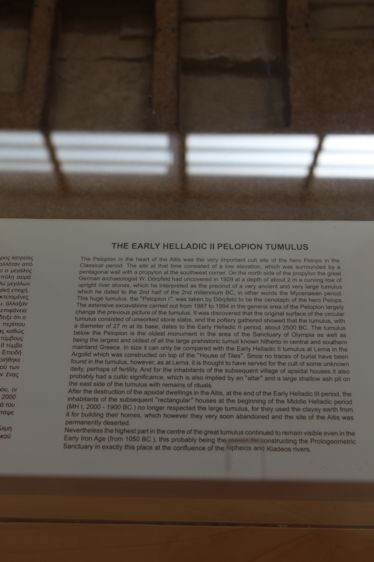 THE EARLY HELLADIC II PELOPION TUMULUS
The Pelopion in the heart of the Altis was the very important cult site of the hero Pelops in the
Classical period. The site at that time consisted of a low elevation, which was surrounded by a
pentagonal wall with a propylon at the southwest corner. On the north side of the propylon the great
German archaeologist W. Dörpfeld had uncovered in 1929 at a depth of about 2 m a curving row of
upright river stones, which he interpreted as the precinct of a very ancient and very large tumulus
which he dated to the 2nd half of the 2nd millennium BC, in other words the Mycenaean period.
This huge tumulus, the "Pelopion I", was taken by Dörpfeld to be the cenotaph of the hero Pelops.
The extensive excavations carried out from 1987 to 1994 in the general area of the Pelopion largely
change the previous picture of the tumulus. It was discovered that the original surface of the circular
tumulus consisted of unworked stone slabs, and the pottery gathered showed that the tumulus, with
a diameter of 27 m at its base, dates to the Early Helladic II period, about 2500 BC. The tumulus
below the Pelopion is the oldest monument in the area of the Sanctuary of Olympia as well as
being the largest and oldest of all the large prehistoric tumuli known hitherto in central and southern
mainland Greece. In size it can only be compared with the Early Helladic II tumulus at Lerna in the
Argolid which was constructed on top of the "House of Tiles". Since no traces of burial have been
found in the tumulus, however, as at Lerna, it is thought to have served for the cult of some unknown
deity, perhaps of fertility. And for the inhabitants of the subsequent village of apsidal houses it also
probably had a cultic significance, which is also implied by an "altar" and a large shallow ash pit on
the east side of the tumulus with remains of rituals.
After the destruction of the apsidal dwellings in the Altis, at the end of the Early Helladic III period, the
inhabitants of the subsequent "rectangular" houses at the beginning of the Middle Helladic period
(MH I, 2000 - 1900 BC.) no longer respected the large tumulus, for they used the clayey earth from
it for building their homes, which however they very soon abandoned and the site of the Altis was
permanently deserted.
Nevertheless the highest part in the centre of the great tumulus continued to remain visible even in the
Early Iron Age (from 1050 BC.), this probably being the reason for constructing the Protogeometric
Sanctuary in exactly this place at the confluence of the Alpheios and Kladeos rivers.